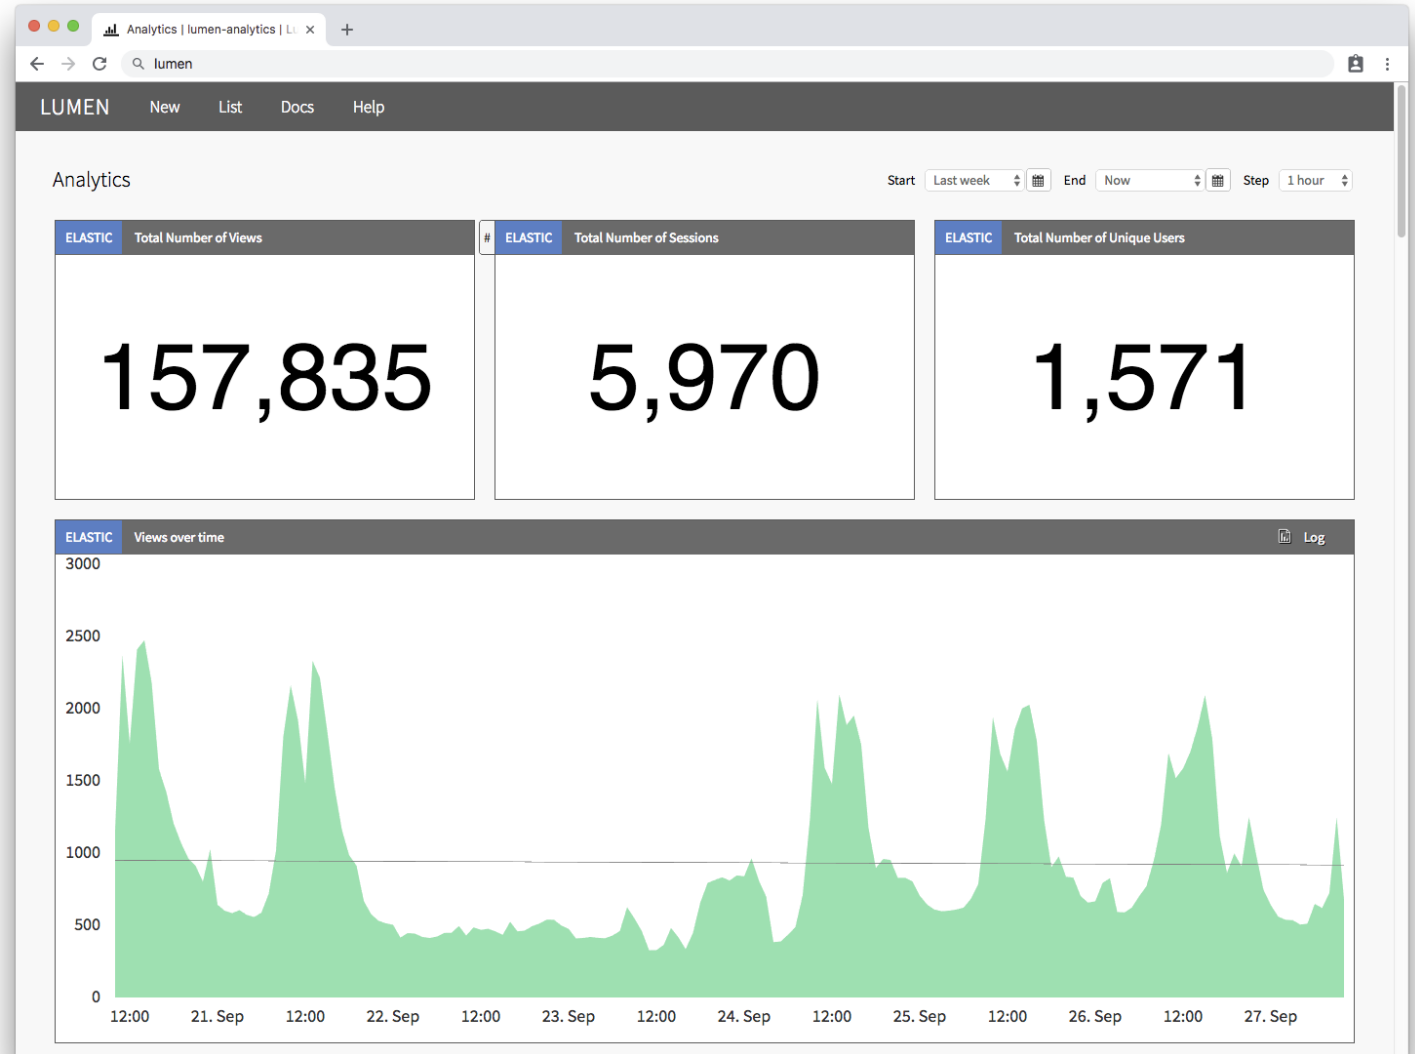 Analytics | lumen-analytics | Lu
lumen
LUMEN New List Docs Help
Analytics
Start Last week End Now Step 1 hour
ELASTIC Total Number of Views
# ELASTIC Total Number of Sessions
ELASTIC Total Number of Unique Users
157,835
5,970
1,571
ELASTIC Views over time Log
3000
2500
2000
1500
1000
500
0
12:00 21. Sep 12:00 22. Sep 12:00 23. Sep 12:00 24. Sep 12:00 25. Sep 12:00 26. Sep 12:00 27. Sep